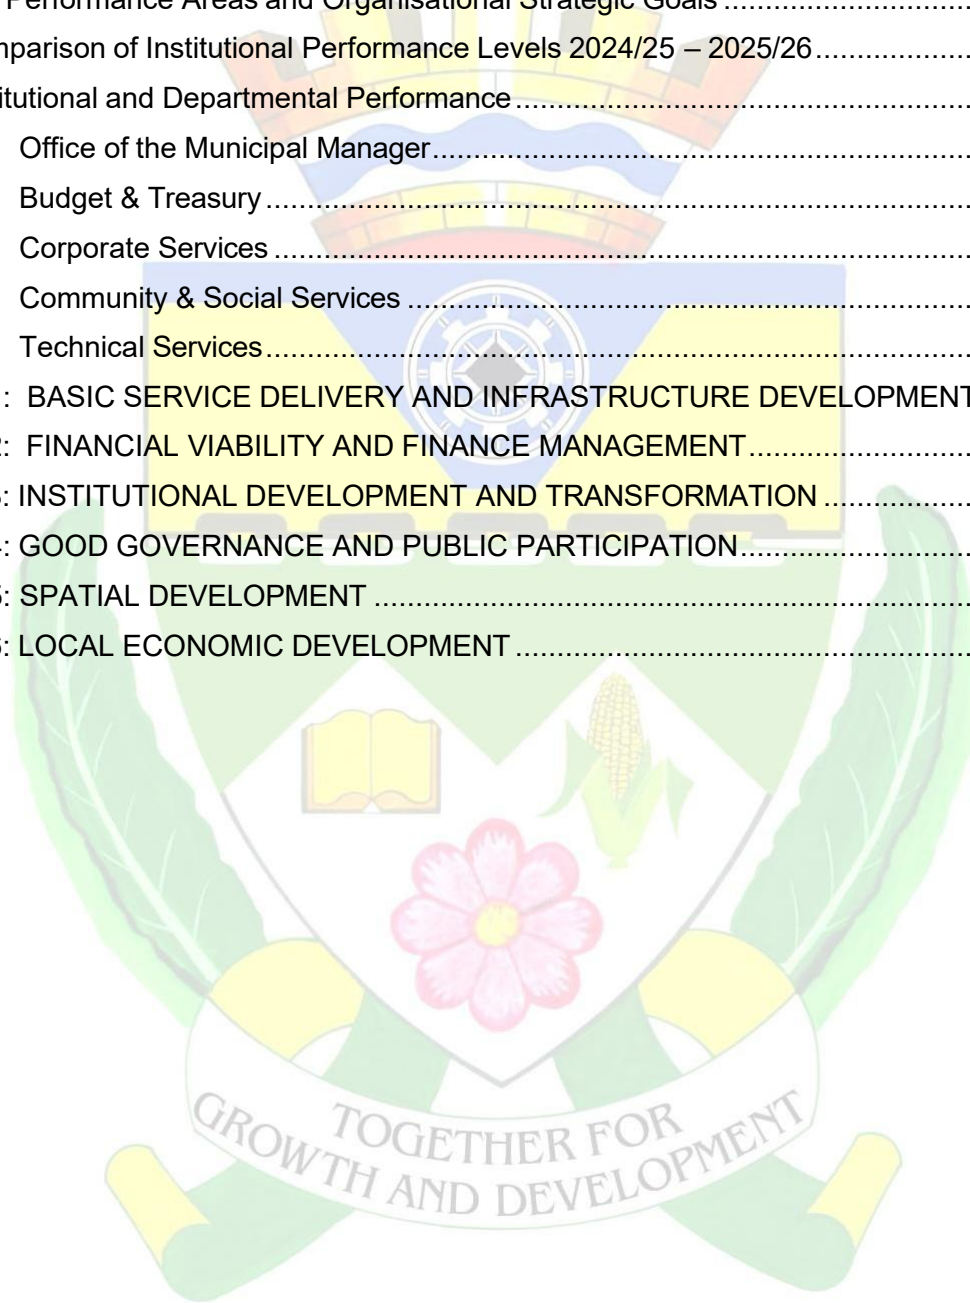 Performance Areas and Organisational Strategic Goals
mparison of Institutional Performance Levels 2024/25 – 2025/26
itutional and Departmental Performance
Office of the Municipal Manager
Budget & Treasury
Corporate Services
Community & Social Services
Technical Services
: BASIC SERVICE DELIVERY AND INFRASTRUCTURE DEVELOPMENT
: FINANCIAL VIABILITY AND FINANCE MANAGEMENT
: INSTITUTIONAL DEVELOPMENT AND TRANSFORMATION
: GOOD GOVERNANCE AND PUBLIC PARTICIPATION
: SPATIAL DEVELOPMENT
: LOCAL ECONOMIC DEVELOPMENT
TOGETHER FOR
GROWTH AND DEVELOPMENT